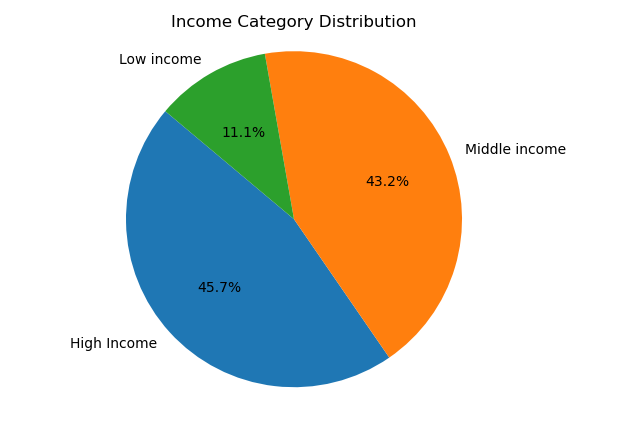 Income Category Distribution
Low income
11.1%
Middle income
43.2%
45.7%
High Income